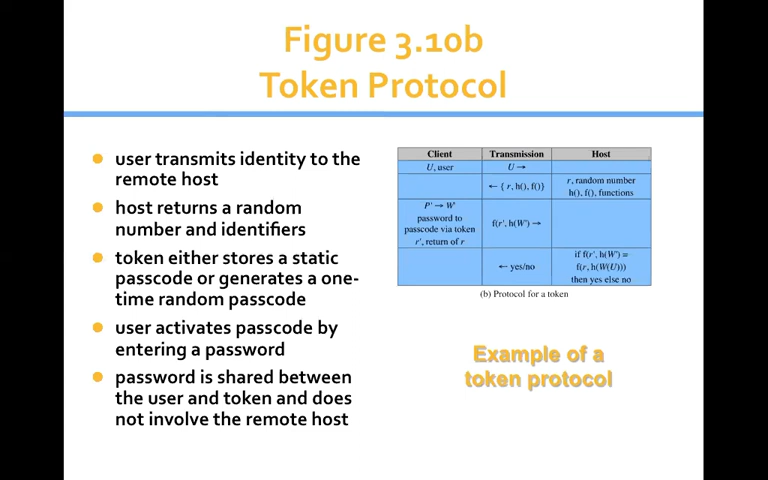 Figure 3.10b
Token Protocol
user transmits identity to the
remote host
host returns a random
number and identifiers
token either stores a static
passcode or generates a one-
time random passcode
user activates passcode by
entering a password
password is shared between
the user and token and does
not involve the remote host
Client Transmission Host
U, user U →
← { r, h(), f()} r, random number
h(), f(), functions
P' → W'
password to
passcode via token
r', return of r
f(r', h(W') →
← yes/no
if f(r', h(W') =
f(r, h(W(U)))
then yes else no
(b) Protocol for a token
Example of a
token protocol